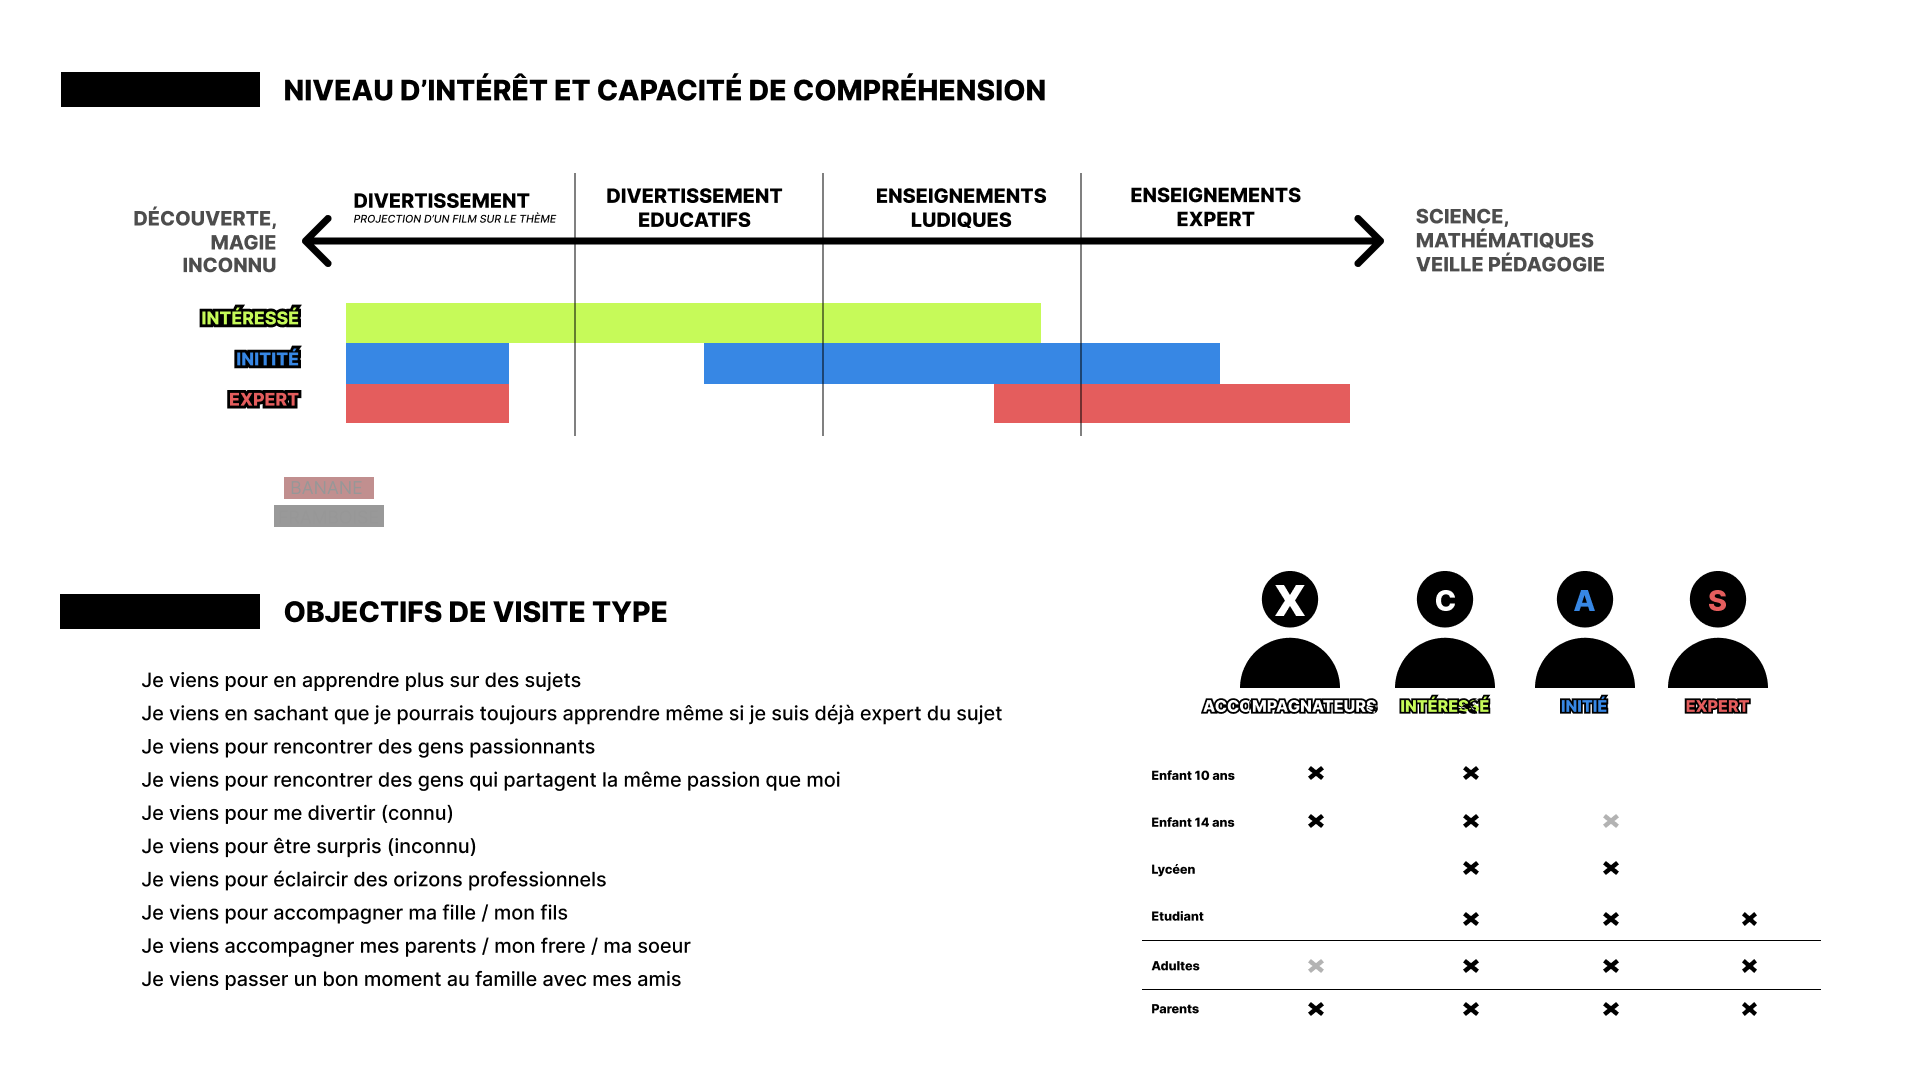 NIVEAU D’INTÉRÊT ET CAPACITÉ DE COMPRÉHENSION
DÉCOUVERTE,
MAGIE
INCONNU
DIVERTISSEMENT
PROJECTION D’UN FILM SUR LE THÈME
DIVERTISSEMENT
EDUCATIFS
ENSEIGNEMENTS
LUDIQUES
ENSEIGNEMENTS
EXPERT
SCIENCE,
MATHÉMATIQUES
VEILLE PÉDAGOGIE
INTÉRESSÉ
INITITÉ
EXPERT
BANANE
OBJECTIFS DE VISITE TYPE
Je viens pour en apprendre plus sur des sujets
Je viens en sachant que je pourrais toujours apprendre même si je suis déjà expert du sujet
Je viens pour rencontrer des gens passionnants
Je viens pour rencontrer des gens qui partagent la même passion que moi
Je viens pour me divertir (connu)
Je viens pour être surpris (inconnu)
Je viens pour éclaircir des orizons professionnels
Je viens pour accompagner ma fille / mon fils
Je viens accompagner mes parents / mon frere / ma soeur
Je viens passer un bon moment au famille avec mes amis
X C A S
ACCOMPAGNATEURS INTÉRESSÉ INITIÉ EXPERT
Enfant 10 ans
Enfant 14 ans
Lycéen
Etudiant
Adultes
Parents